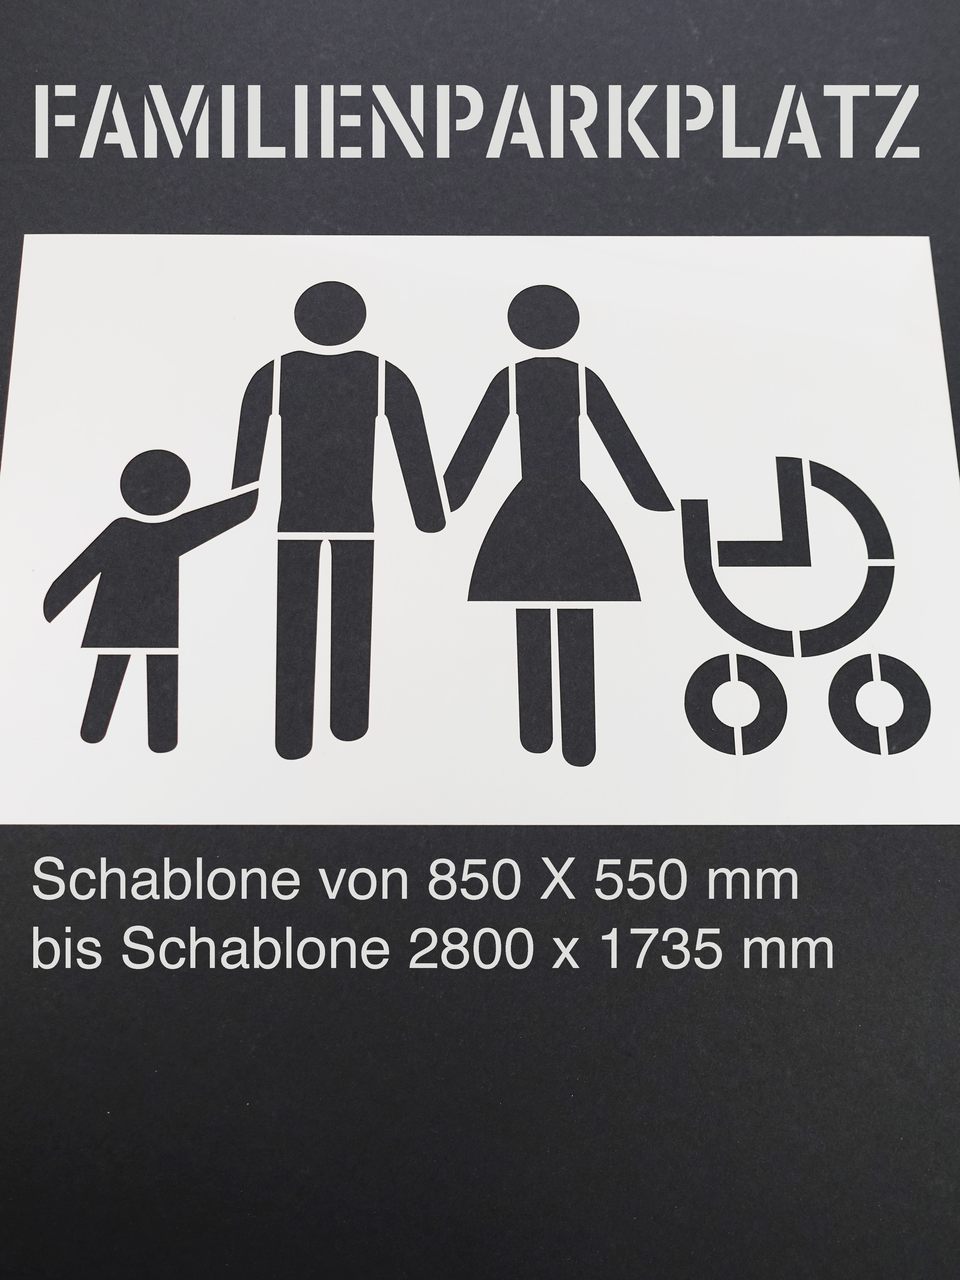 FAMILIENPARKPLATZ
Schablone von 850 X 550 mm
bis Schablone 2800 x 1735 mm